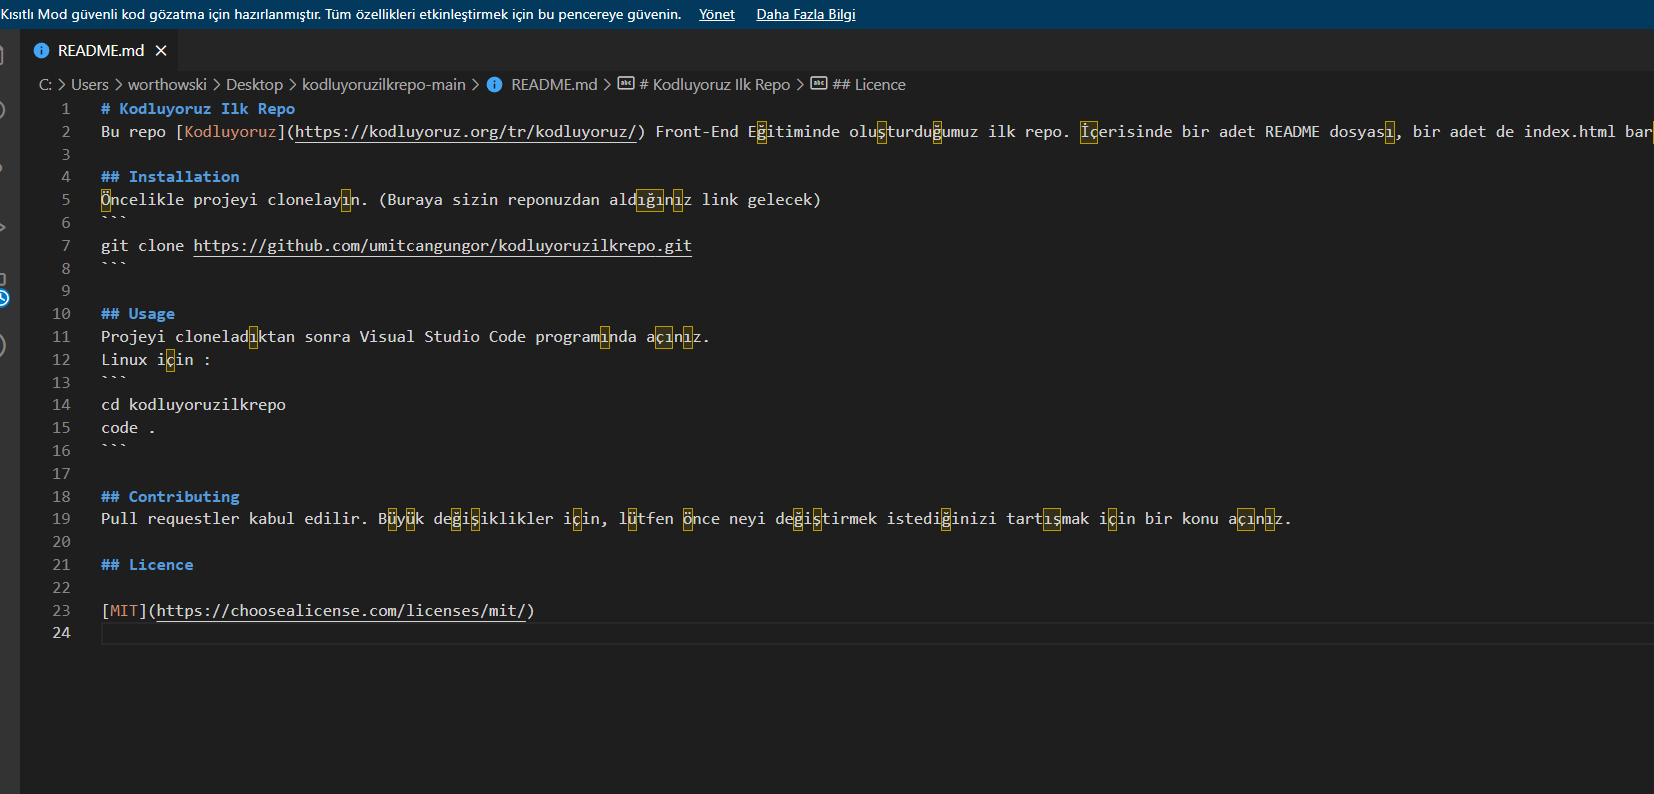 Kısıtlı Mod güvenli kod gözatma için hazırlanmıştır. Tüm özellikleri etkinleştirmek için bu pencereye güvenin. Yönet Daha Fazla Bilgi
README.md
C: > Users > worthowski > Desktop > kodluyoruzilkrepo-main > README.md > # Kodluyoruz Ilk Repo > ## Licence
1 # Kodluyoruz Ilk Repo
2 Bu repo [Kodluyoruz](https://kodluyoruz.org/tr/kodluyoruz/) Front-End Eğitiminde oluşturduğumuz ilk repo. İçerisinde bir adet README dosyası, bir adet de index.html bar
3
4 ## Installation
5 Öncelikle projeyi clonelayın. (Buraya sizin reponuzdan aldığınız link gelecek)
6 ```
7 git clone https://github.com/umitcangungor/kodluyoruzilkrepo.git
8 ```
9
10 ## Usage
11 Projeyi cloneladıktan sonra Visual Studio Code programında açınız.
12 Linux için :
13 ```
14 cd kodluyoruzilkrepo
15 code .
16 ```
17
18 ## Contributing
19 Pull requestler kabul edilir. Büyük değişiklikler için, lütfen önce neyi değiştirmek istediğinizi tartışmak için bir konu açınız.
20
21 ## Licence
22
23 [MIT](https://choosealicense.com/licenses/mit/)
24